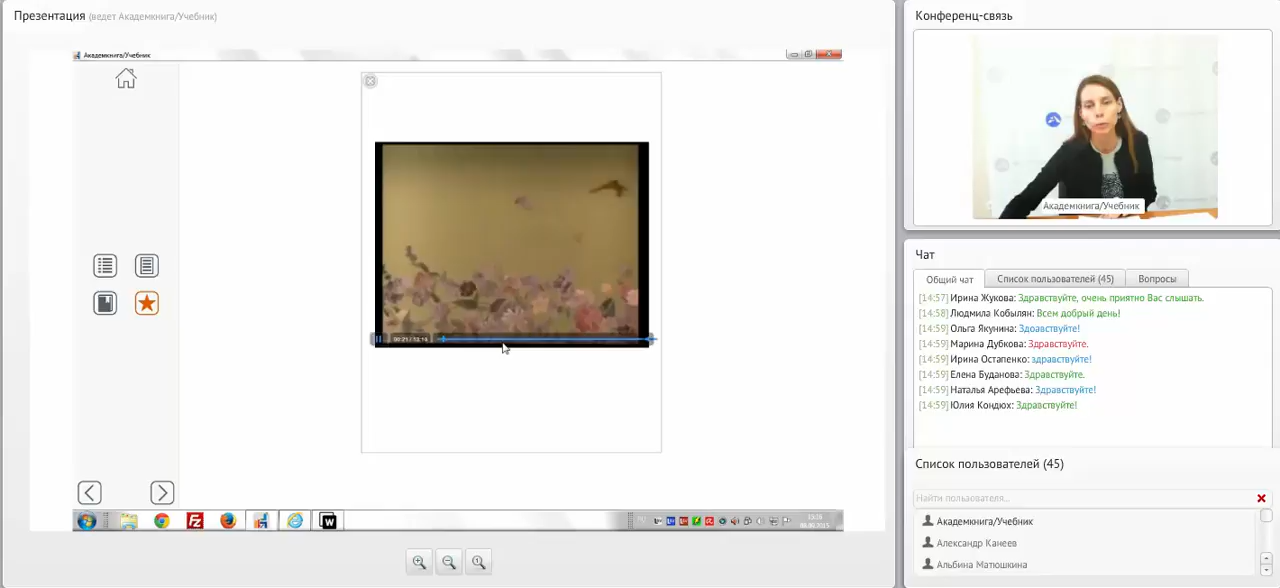 Презентация (ведет Академкнига/Учебник)
Академкнига/Учебник
Конференц-связь
Академкнига/Учебник
Чат
Общий чат
Список пользователей (45)
Вопросы
[14:57] Ирина Жукова: Здравствуйте, очень приятно Вас слышать.
[14:58] Людмила Кобылян: Всем добрый день!
[14:59] Ольга Якунина: Здоавствуйте!
[14:59] Марина Дубкова: Здравствуйте.
[14:59] Ирина Остапенко: здравствуйте!
[14:59] Елена Буданова: Здравствуйте.
[14:59] Наталья Арефьева: Здравствуйте!
[14:59] Юлия Кондюх: Здравствуйте!
Список пользователей (45)
Найти пользователя...
Академкнига/Учебник
Александр Канеев
Альбина Матюшкина